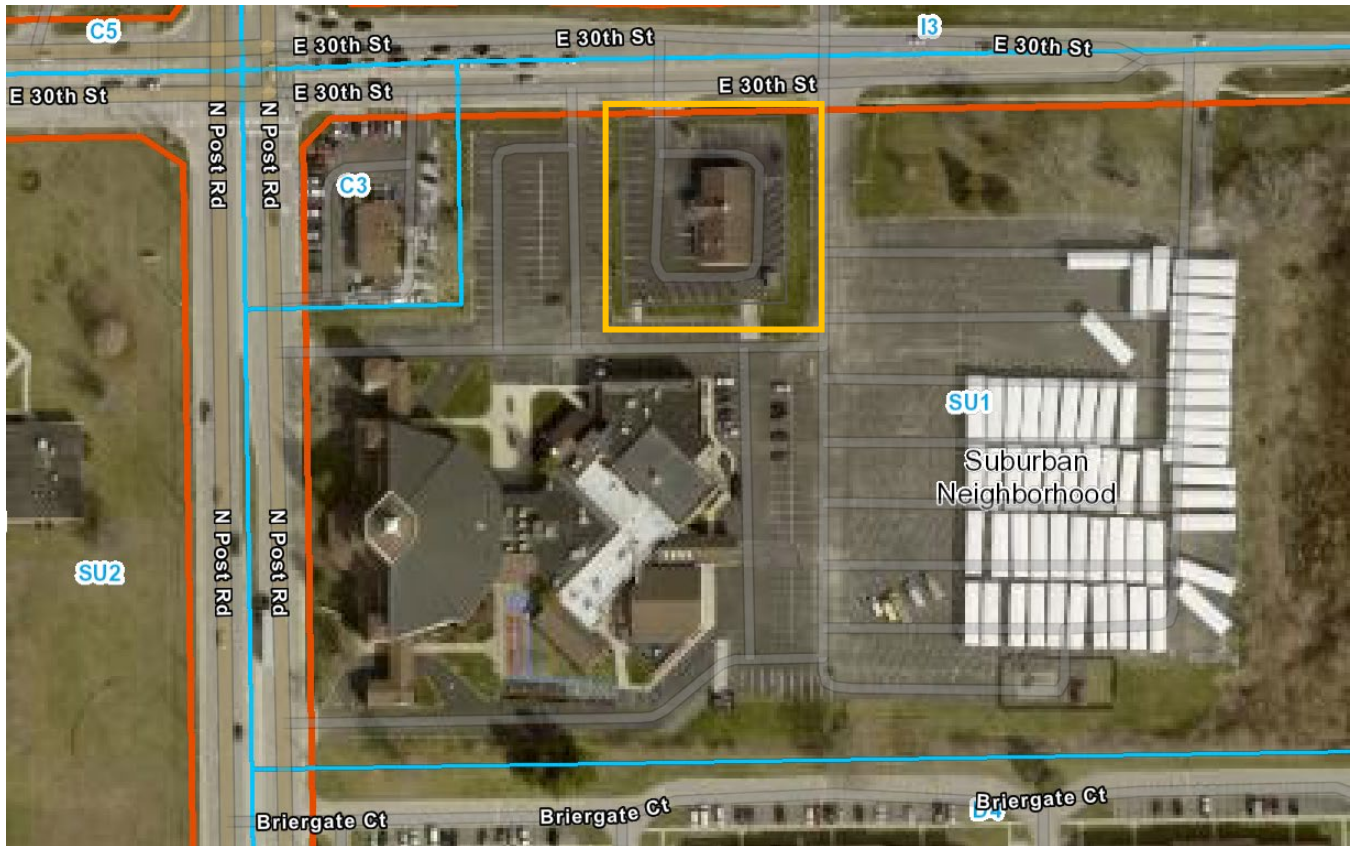 C5
I3
E 30th St
E 30th St
E 30th St
E 30th St
E 30th St
E 30th St
N Post Rd
N Post Rd
C3
SU1
Suburban
Neighborhood
N Post Rd
N Post Rd
SU2
Briergate Ct
Briergate Ct
Briergate Ct
D4